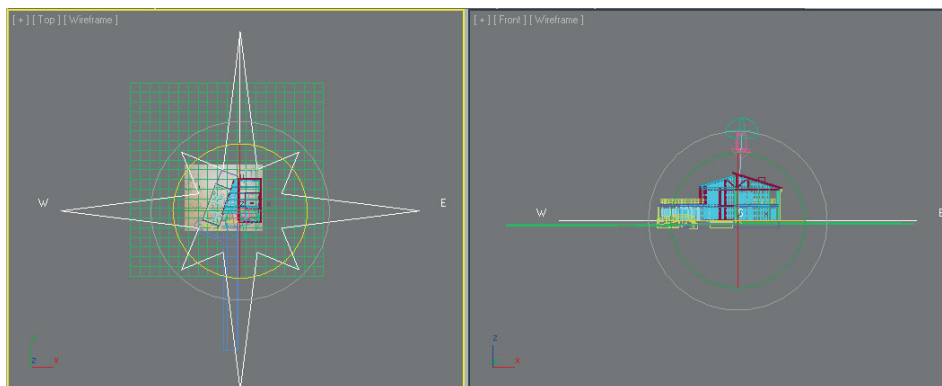 [ + ] [ Top ] [ Wireframe ]
[ + ] [ Front ] [ Wireframe ]
W
E
W
S
E
z
x
z
x